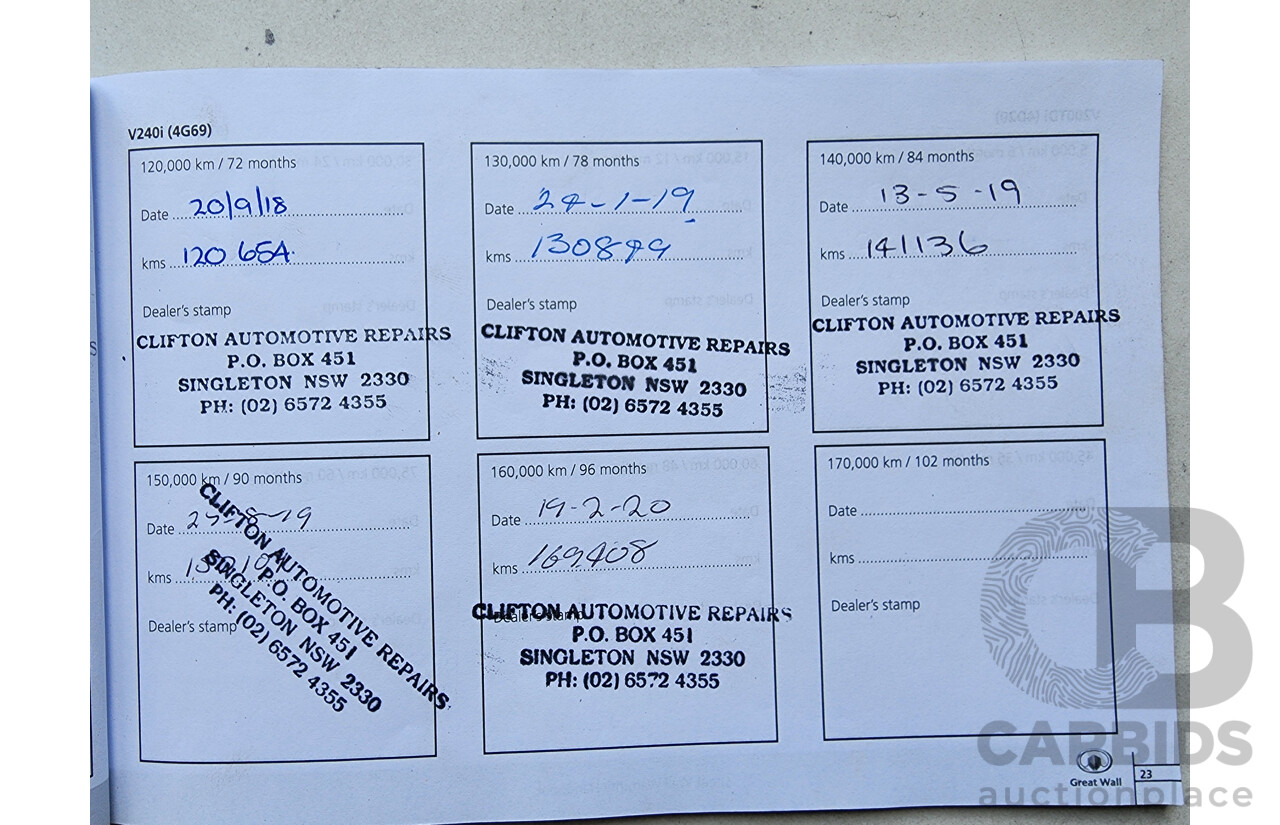 V240i (4G69)
120,000 km / 72 months
Date 20/9/18
kms 120 654.
Dealer's stamp
CLIFTON AUTOMOTIVE REPAIRS
P.O. BOX 451
SINGLETON NSW 2330
PH: (02) 6572 4355
130,000 km / 78 months
Date -1-19
kms
Dealer's stamp
CLIFTON AUTOMOTIVE REPAIRS
P.O. BOX 451
SINGLETON NSW 2330
PH: (02) 6572 4355
140,000 km / 84 months
Date 13-5-19
kms 141136
Dealer's stamp
CLIFTON AUTOMOTIVE REPAIRS
P.O. BOX 451
SINGLETON NSW 2330
PH: (02) 6572 4355
150,000 km / 90 months
Date -8-19
kms
Dealer's stamp
CLIFTON AUTOMOTIVE REPAIRS
P.O. BOX 451
SINGLETON NSW 2330
PH: (02) 6572 4355
160,000 km / 96 months
Date 19-2-20
kms 169408
Dealer's stamp
CLIFTON AUTOMOTIVE REPAIRS
P.O. BOX 451
SINGLETON NSW 2330
PH: (02) 6572 4355
170,000 km / 102 months
Date
kms
Dealer's stamp
Great Wall
23
CB
CARBIDS
auctionplace